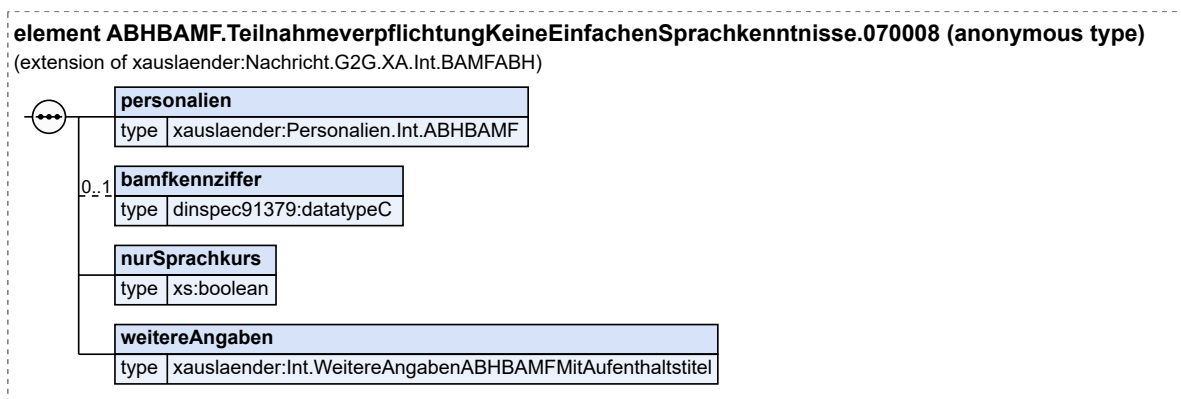 element ABHBAMF.TeilnahmeverpflichtungKeineEinfachenSprachkenntnisse.070008 (anonymous type)
(extension of xauslaender:Nachricht.G2G.XA.Int.BAMFABH)
personalien
type xauslaender:Personalien.Int.ABHBAMF
0..1 bamfkennziffer
type dinspec91379:datatypeC
nurSprachkurs
type xs:boolean
weitereAngaben
type xauslaender:Int.WeitereAngabenABHBAMFMitAufenthaltstitel